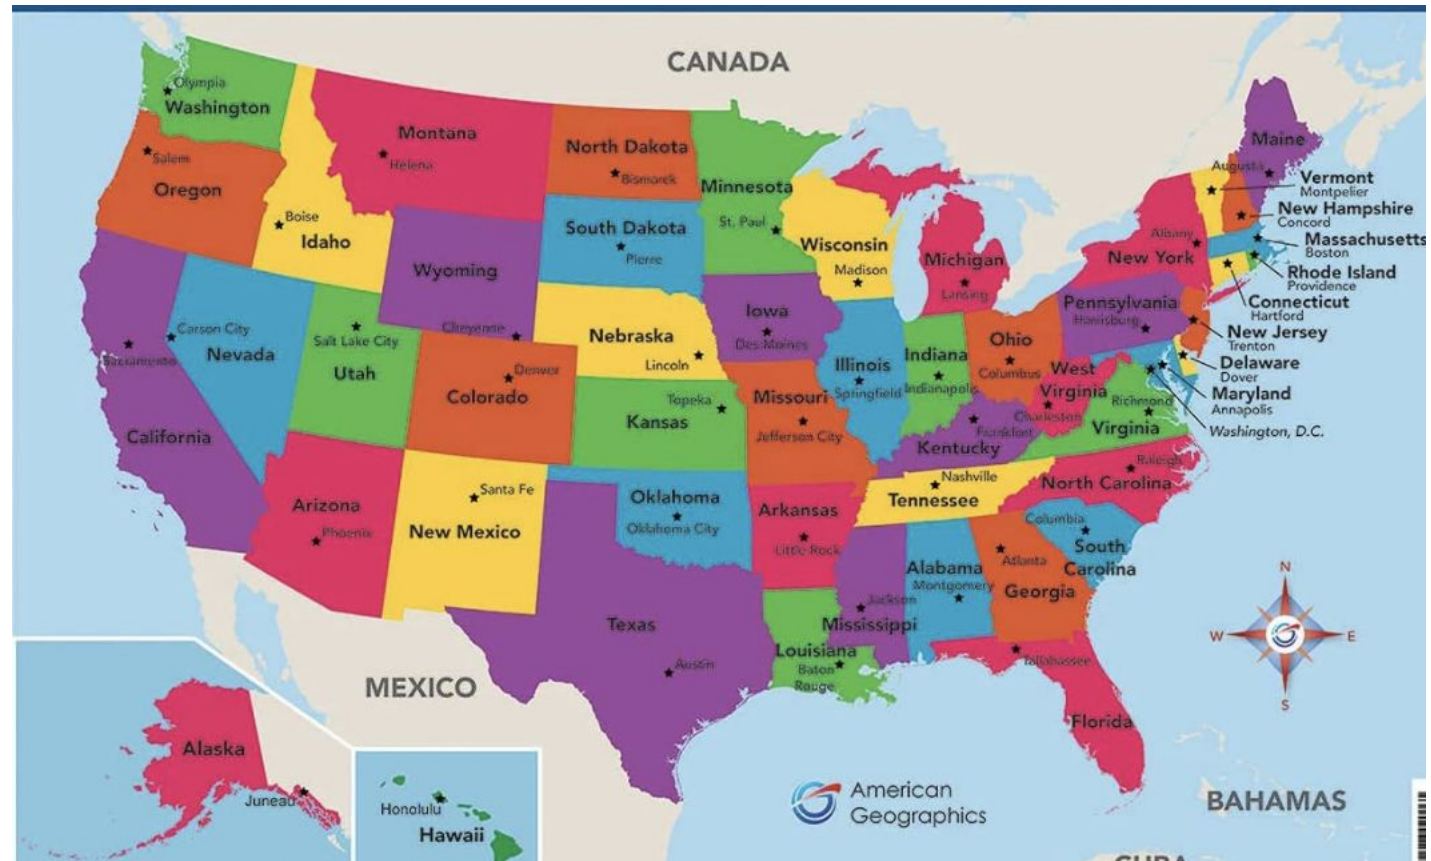 CANADA
Olympia
Washington
Montana
Helena
North Dakota
Bismarck
Minnesota
St. Paul
Maine
Augusta
Vermont
Montpelier
New Hampshire
Concord
Massachusetts
Boston
Rhode Island
Providence
Connecticut
Hartford
New Jersey
Trenton
Delaware
Dover
Maryland
Annapolis
Washington, D.C.
Salem
Oregon
Boise
Idaho
Wyoming
Cheyenne
South Dakota
Pierre
Wisconsin
Madison
Michigan
Lansing
Albany
New York
Pennsylvania
Harrisburg
Carson City
Nevada
Sacramento
California
Salt Lake City
Utah
Denver
Colorado
Nebraska
Lincoln
Iowa
Des Moines
Illinois
Springfield
Indiana
Indianapolis
Ohio
Columbus
West
Virginia
Charleston
Richmond
Virginia
Topeka
Kansas
Missouri
Jefferson City
Frankfort
Kentucky
Arizona
Phoenix
Santa Fe
New Mexico
Oklahoma
Oklahoma City
Arkansas
Little Rock
Nashville
Tennessee
Raleigh
North Carolina
Columbia
South
Carolina
Atlanta
Georgia
Alabama
Montgomery
Jackson
Mississippi
Texas
Austin
Louisiana
Baton
Rouge
Tallahassee
Florida
N
W
E
S
MEXICO
Alaska
Juneau
Honolulu
Hawaii
American
Geographics
BAHAMAS
CUBA